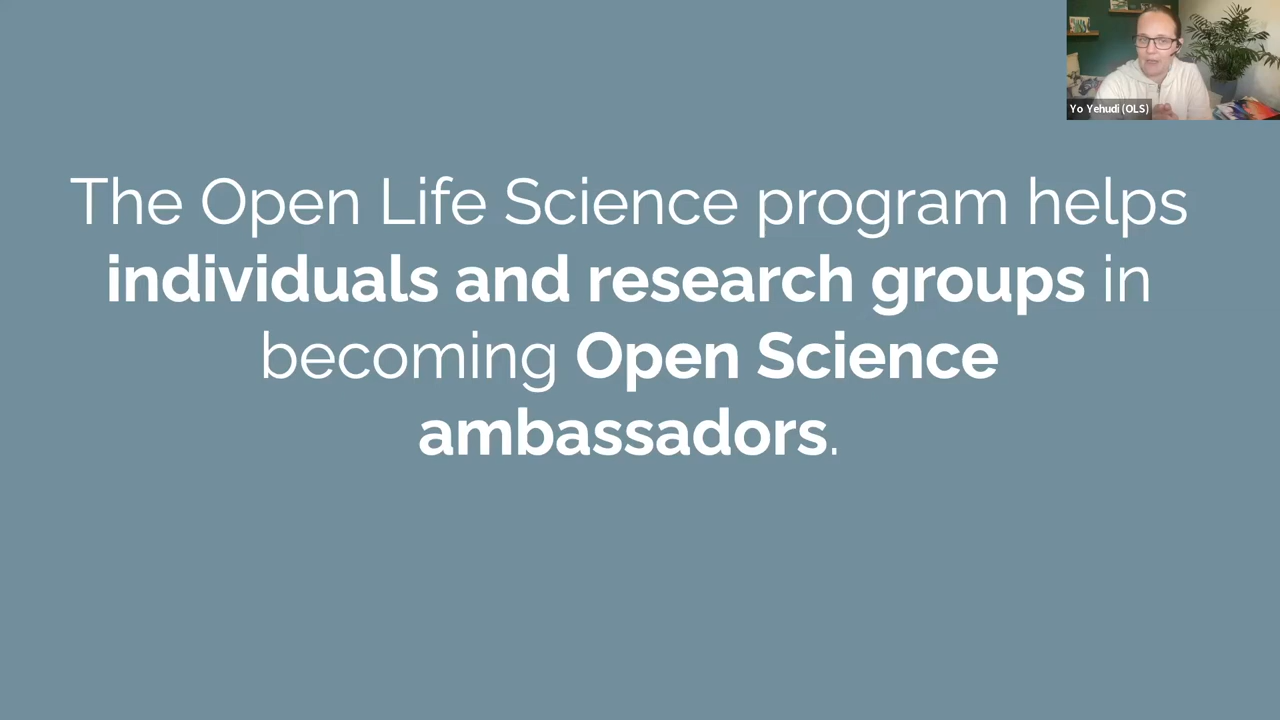 Yo Yehudi (OLS)
The Open Life Science program helps
individuals and research groups in
becoming Open Science
ambassadors.